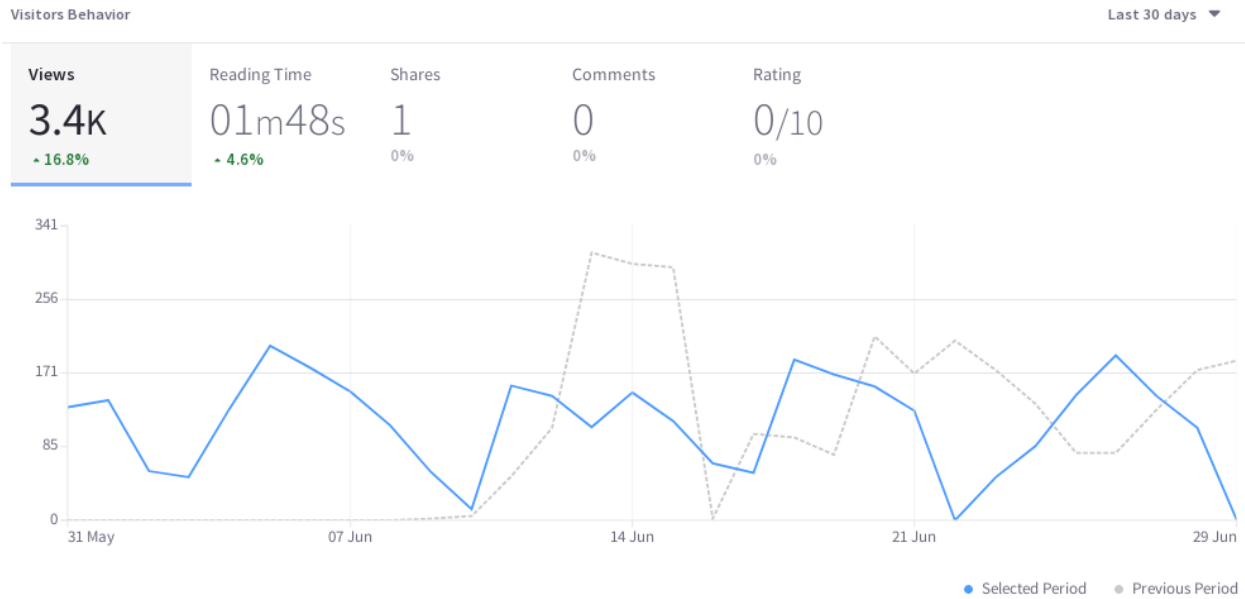 Visitors Behavior
Last 30 days
Views
Reading Time
Shares
Comments
Rating
3.4K
01m48s
1
0
0/10
16.8%
4.6%
0%
0%
0%
341
256
171
85
0
31 May
07 Jun
14 Jun
21 Jun
29 Jun
Selected Period
Previous Period